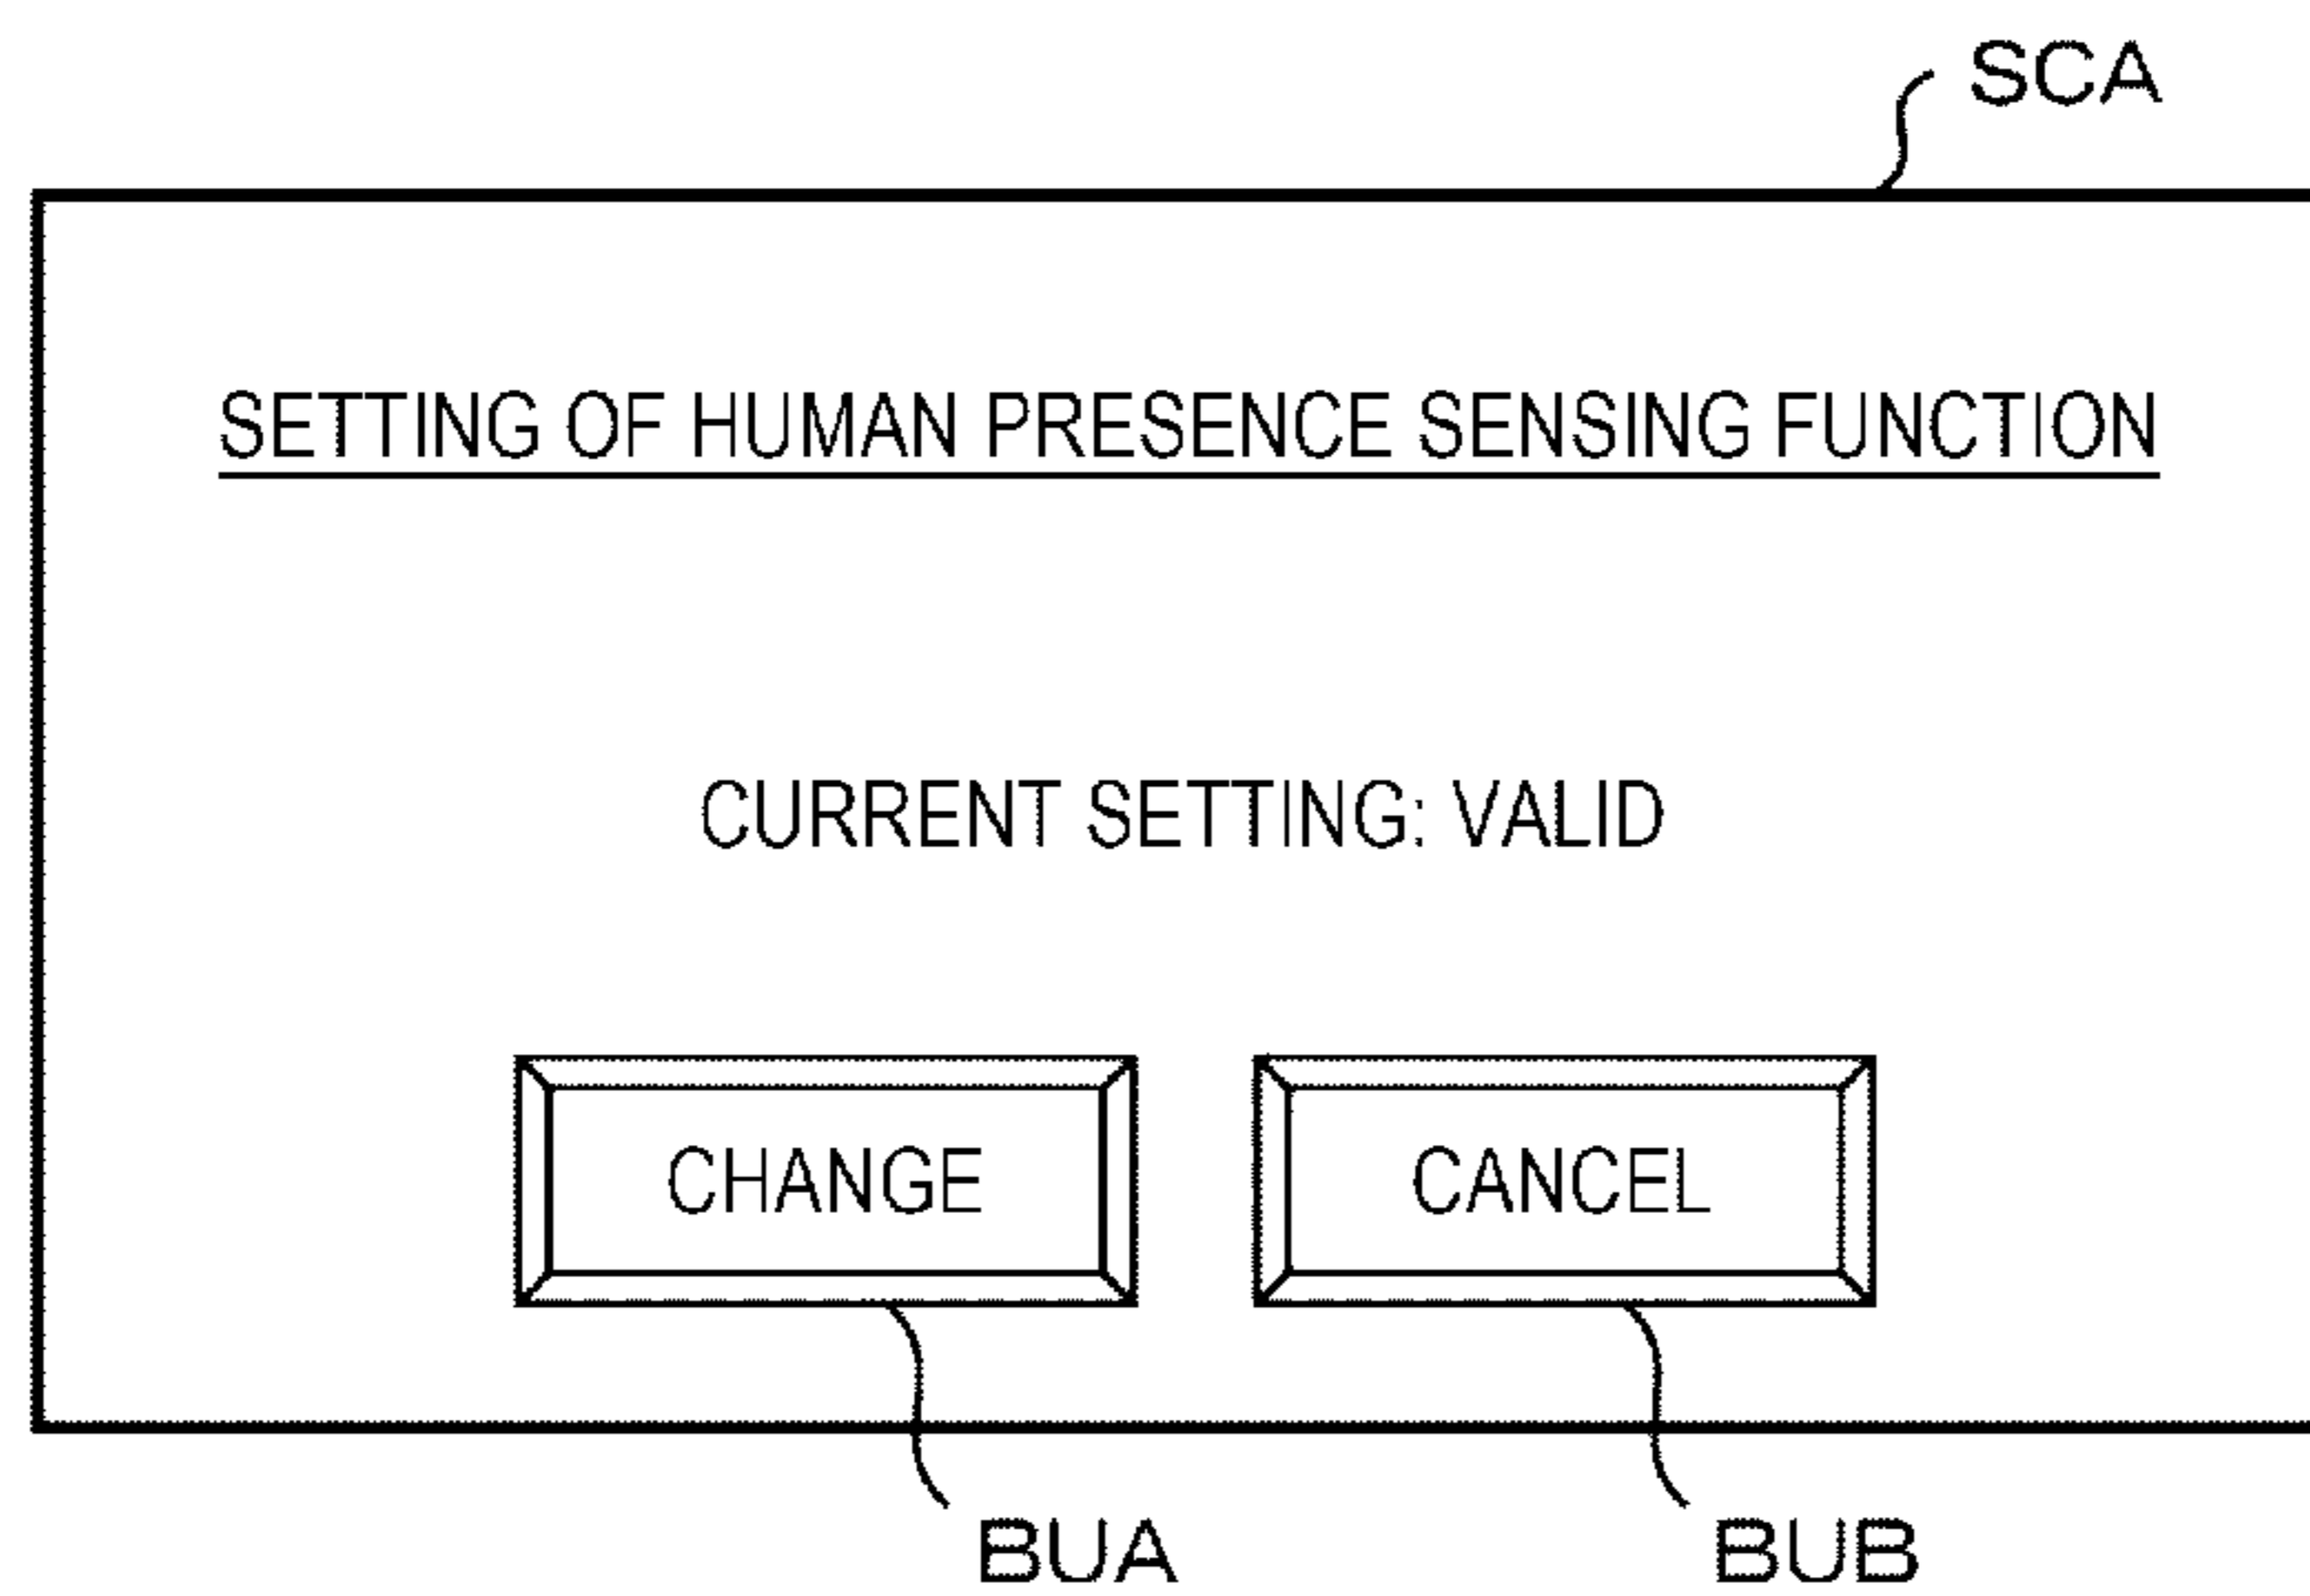 SCA
SETTING OF HUMAN PRESENCE SENSING FUNCTION
CURRENT SETTING: VALID
CHANGE CANCEL
BUA BUB